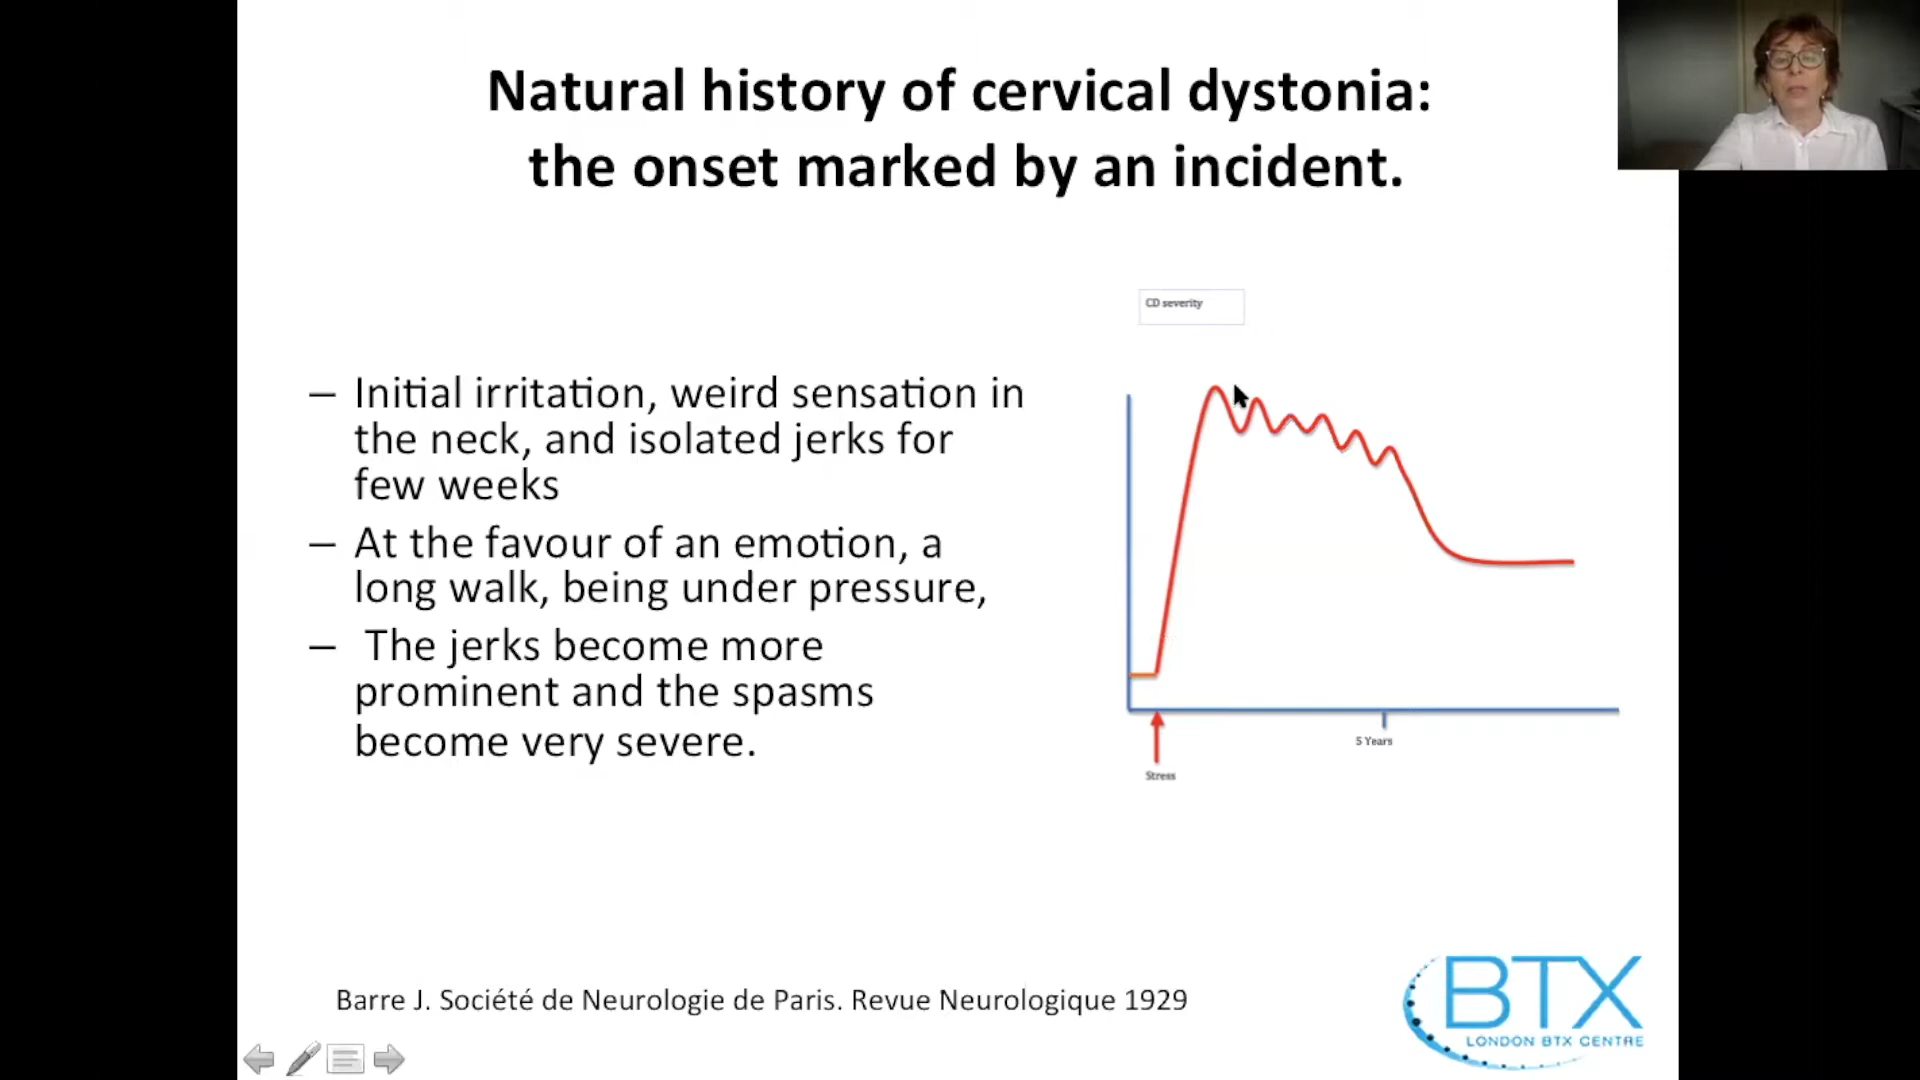 Natural history of cervical dystonia:
the onset marked by an incident.
CD severity
– Initial irritation, weird sensation in
the neck, and isolated jerks for
few weeks
– At the favour of an emotion, a
long walk, being under pressure,
– The jerks become more
prominent and the spasms
become very severe.
5 Years
Stress
Barre J. Société de Neurologie de Paris. Revue Neurologique 1929
BTX
LONDON BTX CENTRE